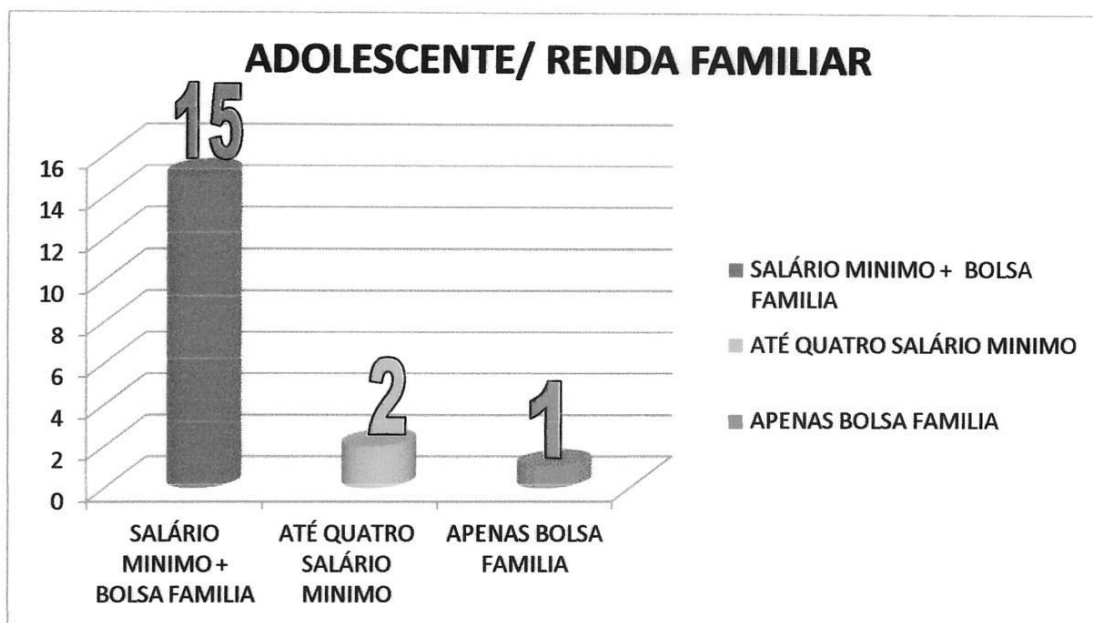 ADOLESCENTE/ RENDA FAMILIAR
15
16
14
12
10
8
6
4
2
0
2
1
SALÁRIO MINIMO + BOLSA FAMILIA
ATÉ QUATRO SALÁRIO MINIMO
APENAS BOLSA FAMILIA
SALÁRIO
MINIMO +
BOLSA FAMILIA
ATÉ QUATRO
SALÁRIO
MINIMO
APENAS BOLSA
FAMILIA